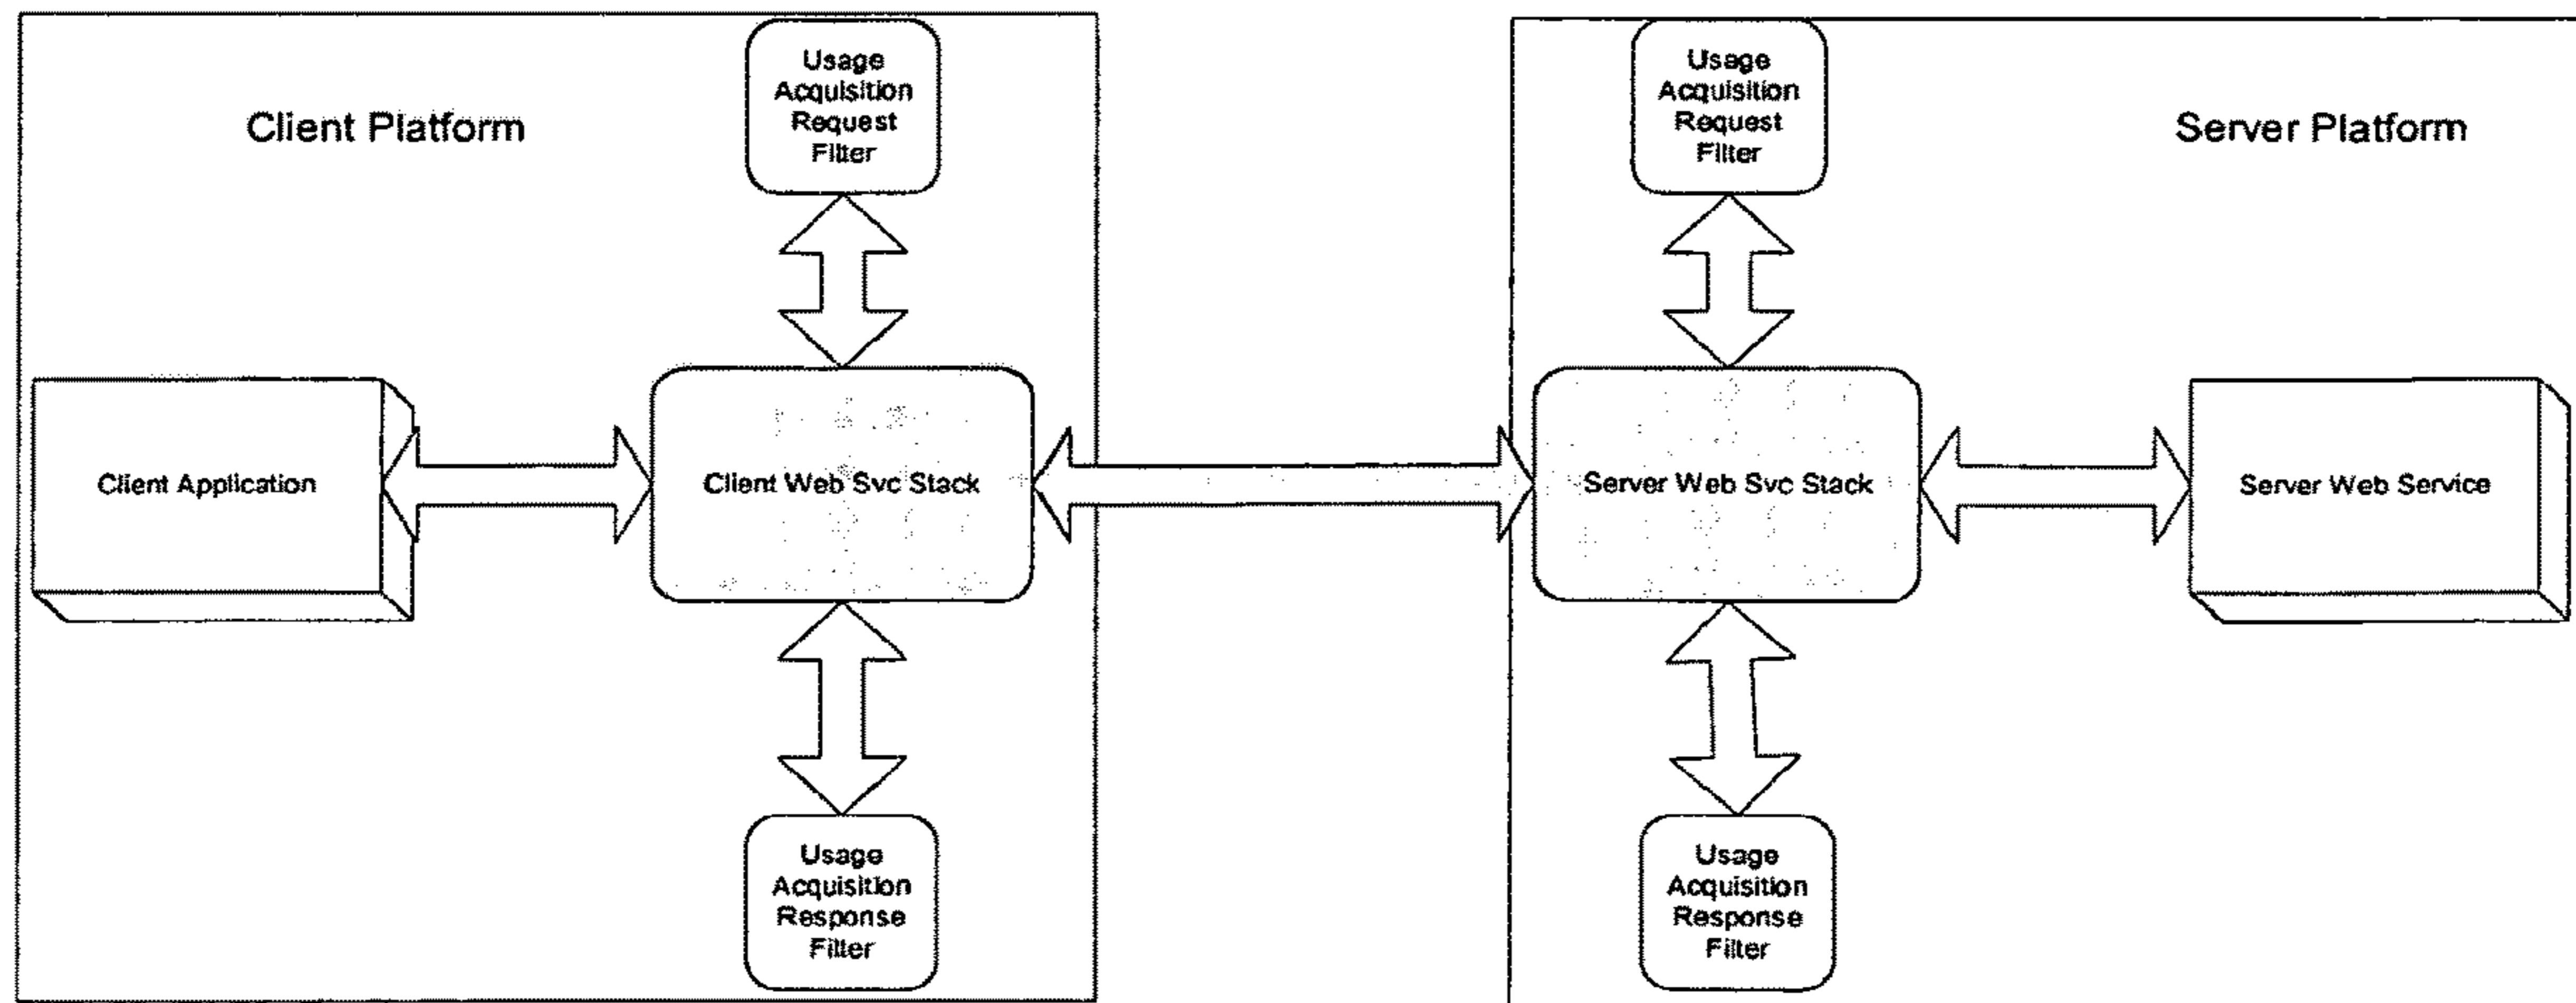 Usage
Acquisition
Request
Filter
Usage
Acquisition
Request
Filter
Client Platform
Server Platform
Client Application
Client Web Svc Stack
Server Web Svc Stack
Server Web Service
Usage
Acquisition
Response
Filter
Usage
Acquisition
Response
Filter